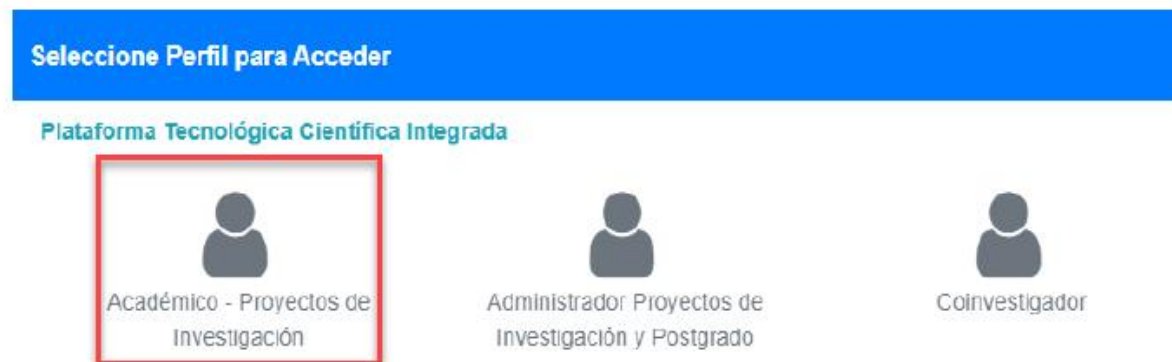 Seleccione Perfil para Acceder
Plataforma Tecnológica Científica Integrada
Académico - Proyectos de
Investigación
Administrador Proyectos de
Investigación y Postgrado
Coinvestigador